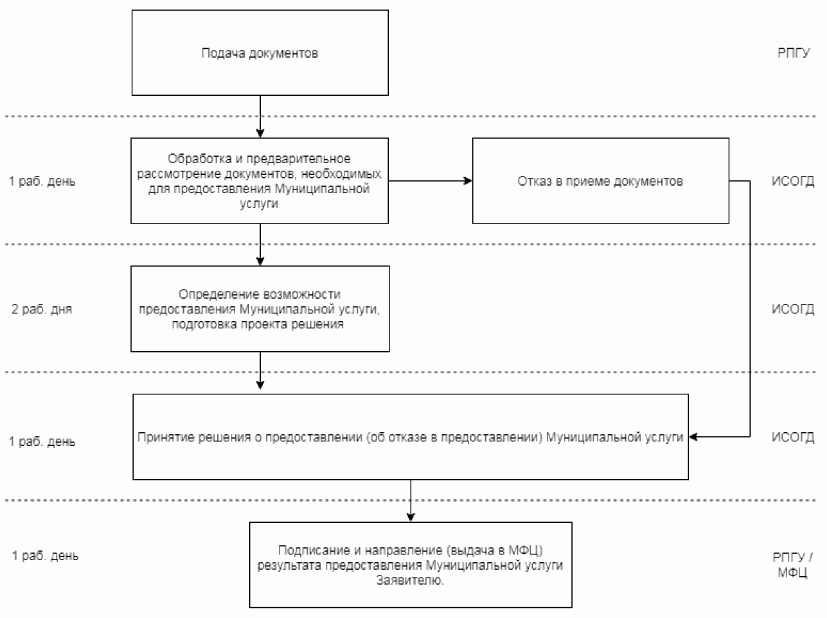 Подача документов
РПГУ
1 раб. день
Обработка и предварительное
рассмотрение документов, необходимых
для предоставления Муниципальной
услуги
Отказ в приеме документов
ИСОГД
2 раб. дня
Определение возможности
предоставления Муниципальной услуги,
подготовка проекта решения
ИСОГД
1 раб. день
Принятие решения о предоставлении (об отказе в предоставлении) Муниципальной услуги
ИСОГД
1 раб. день
Подписание и направление (выдача в МФЦ)
результата предоставления Муниципальной услуги
Заявителю.
РПГУ /
МФЦ